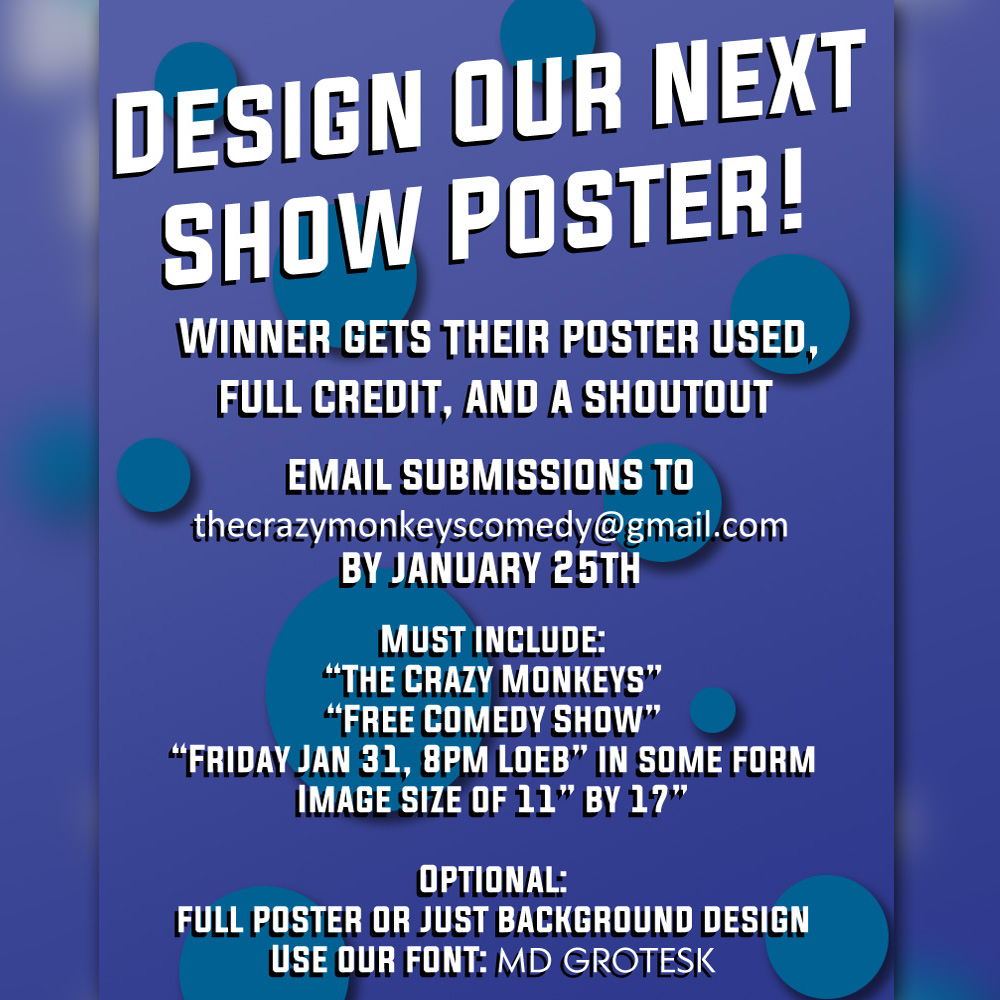 Design our next
show poster!
Winner gets their poster used,
full credit, and a shoutout
email submissions to
thecrazymonkeyscomedy@gmail.com
by January 25th
Must include:
“The Crazy Monkeys”
“Free Comedy Show”
“Friday Jan 31, 8pm Loeb” in some form
Image size of 11” by 17”
Optional:
full poster or just background design
Use our font: MD GROTESK